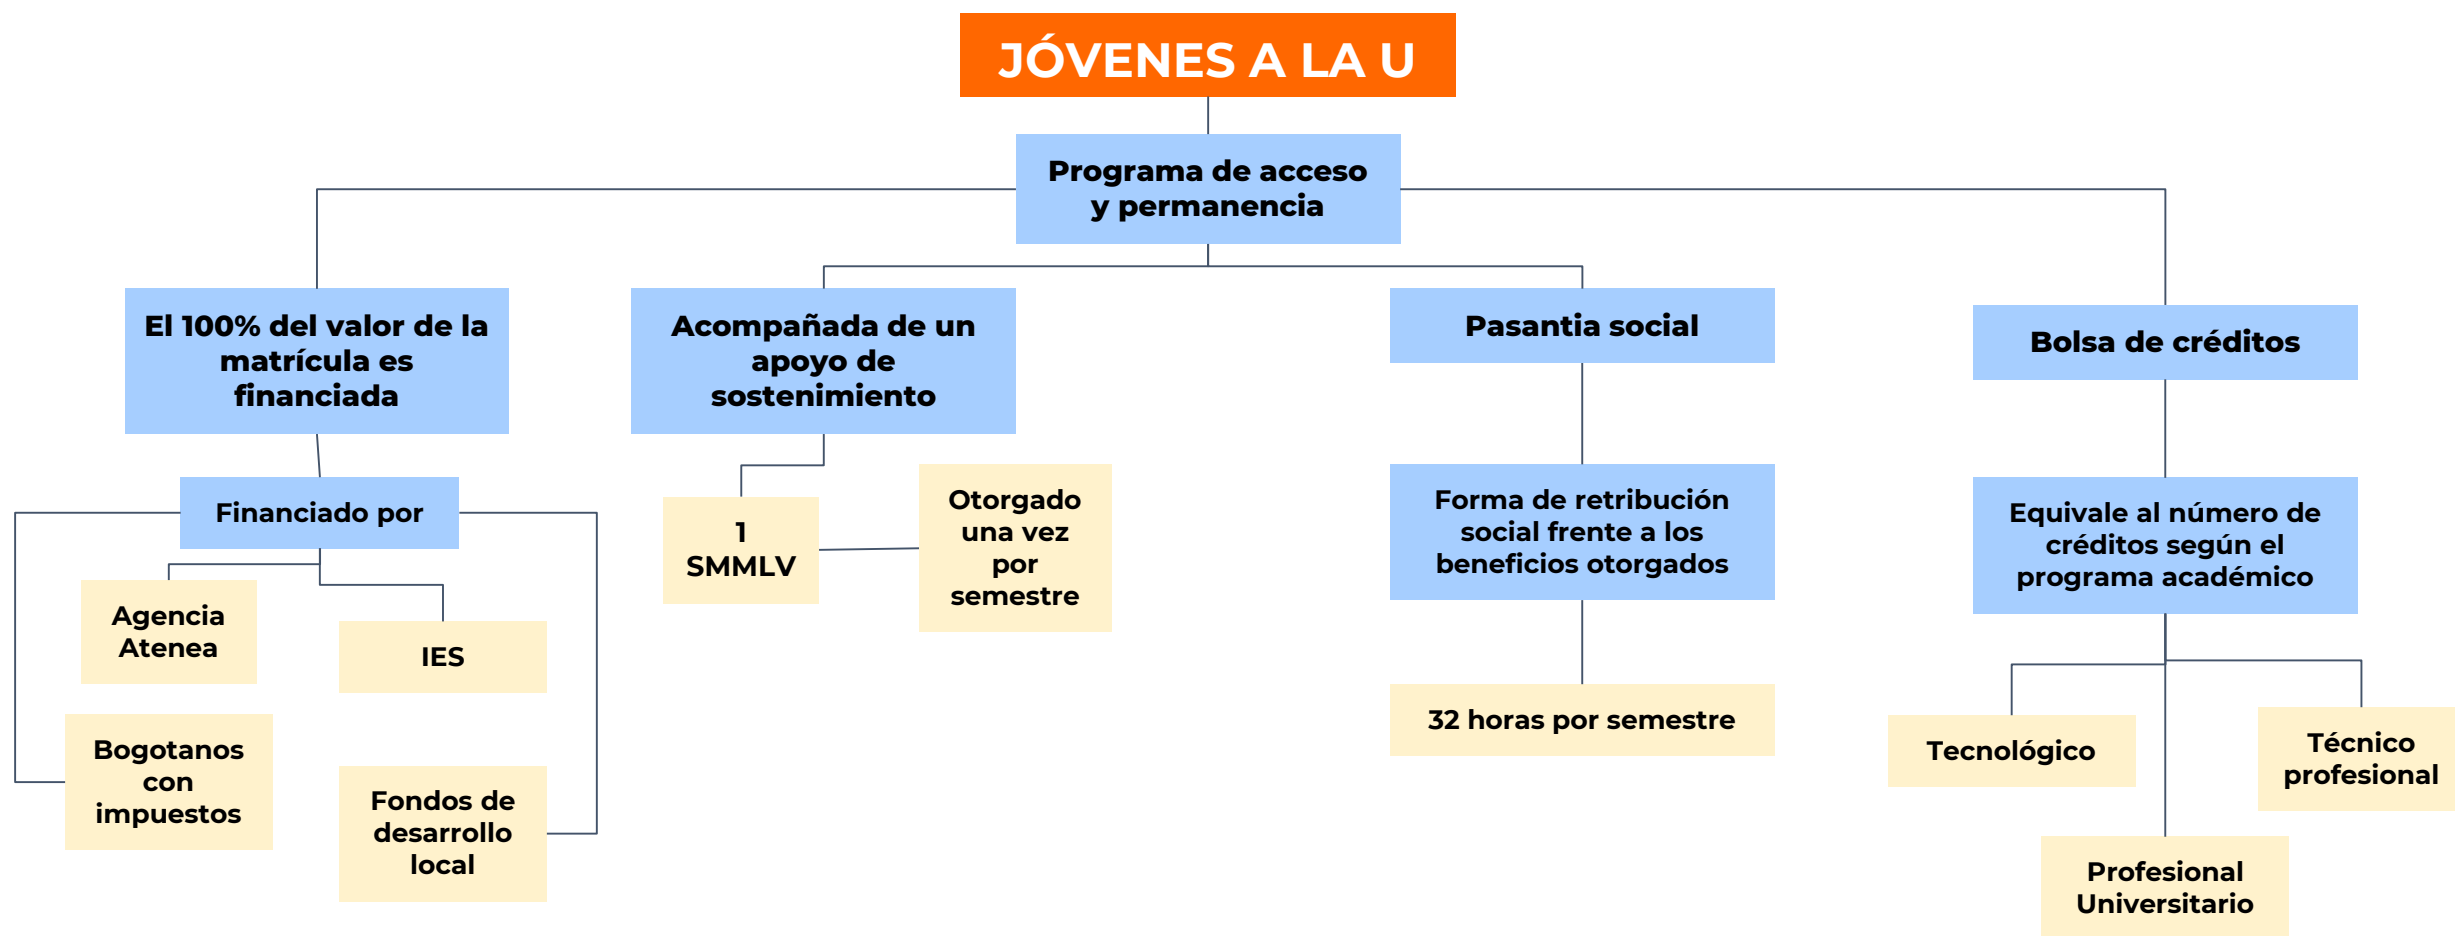 JÓVENES A LA U
Programa de acceso
y permanencia
El 100% del valor de la
matrícula es
financiada
Acompañada de un
apoyo de
sostenimiento
Pasantia social
Bolsa de créditos
Financiado por
1
SMMLV
Otorgado
una vez
por
semestre
Forma de retribución
social frente a los
beneficios otorgados
Equivale al número de
créditos según el
programa académico
Agencia
Atenea
IES
Bogotanos
con
impuestos
Fondos de
desarrollo
local
32 horas por semestre
Tecnológico
Técnico
profesional
Profesional
Universitario